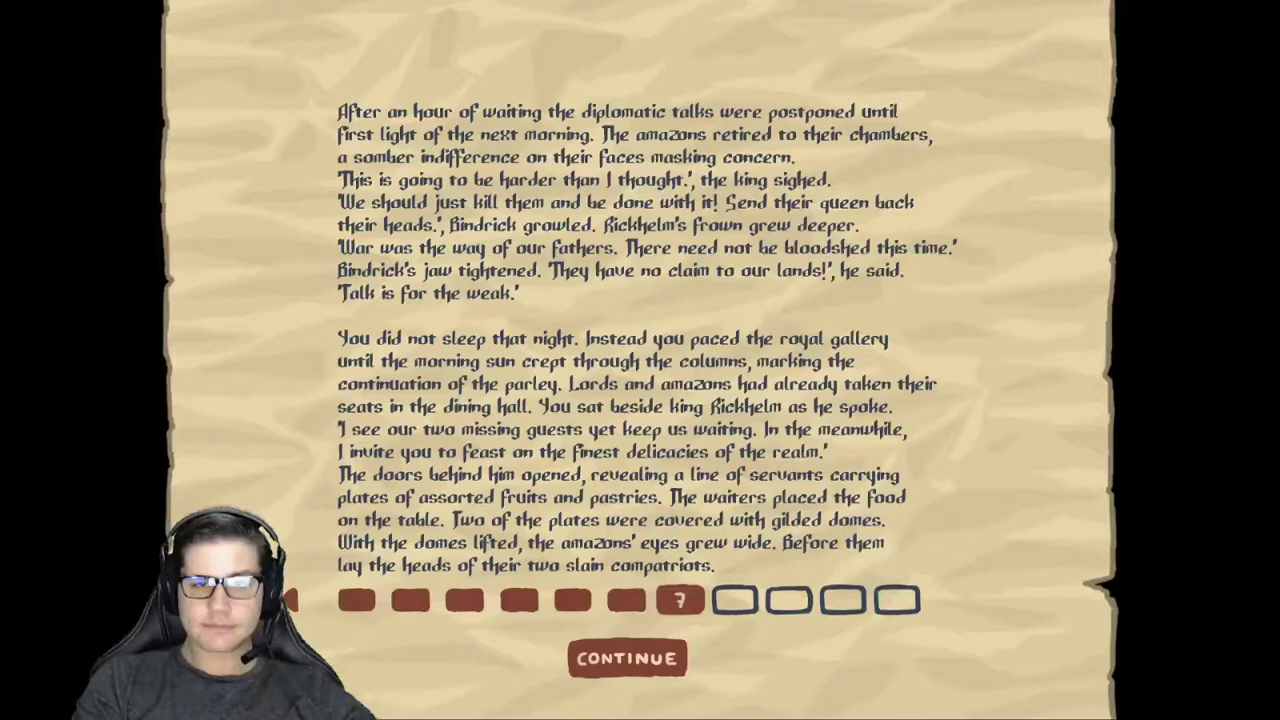 After an hour of waiting the diplomatic talks were postponed until
first light of the next morning. The amazons retired to their chambers,
a somber indifference on their faces masking concern.
'This is going to be harder than I thought.', the king sighed.
'We should just kill them and be done with it! Send their queen back
their heads.', Bindrick growled. Rickhelm's frown grew deeper.
'War was the way of our fathers. There need not be bloodshed this time.'
Bindrick's jaw tightened. 'They have no claim to our lands!', he said.
'Talk is for the weak.'
You did not sleep that night. Instead you paced the royal gallery
until the morning sun crept through the columns, marking the
continuation of the parley. Lords and amazons had already taken their
seats in the dining hall. You sat beside king Rickhelm as he spoke.
'I see our two missing guests yet keep us waiting. In the meanwhile,
I invite you to feast on the finest delicacies of the realm.'
The doors behind him opened, revealing a line of servants carrying
plates of assorted fruits and pastries. The waiters placed the food
on the table. Two of the plates were covered with gilded domes.
With the domes lifted, the amazons' eyes grew wide. Before them
lay the heads of their two slain compatriots.
7
CONTINUE